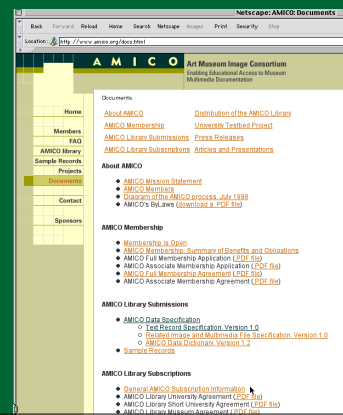 Netscape: AMICO: Documents
Back Forward Reload Home Search Netscape Images Print Security Stop
Location: http://www.amico.org/docs.html
AMICO Art Museum Image Consortium
Enabling Educational Access to Museum
Multimedia Documentation
Home
Members
FAQ
AMICO library
Sample Records
Projects
Documents
Contact
Sponsors
Documents
About AMICO Distribution of the AMICO Library
AMICO Membership University Testbed Project
AMICO Library Submissions Press Releases
AMICO Library Subscriptions Articles and Presentations
About AMICO
AMICO Mission Statement
AMICO Members
Diagram of the AMICO process, July 1998
AMICO's ByLaws (download a .PDF file)
AMICO Membership
Membership is Open
AMICO Membership: Summary of Benefits and Obligations
AMICO Full Membership Application (.PDF file)
AMICO Associate Membership Application (.PDF file)
AMICO Full Membership Agreement (.PDF file)
AMICO Associate Membership Agreement (.PDF file)
AMICO Library Submissions
AMICO Data Specification
Text Record Specification. Version 1.0
Related Image and Multimedia File Specification. Version 1.0
AMICO Data Dictionary. Version 1.2
Sample Records
AMICO Library Subscriptions
General AMICO Subscription Information
AMICO Library University Agreement (.PDF file)
AMICO Library Short University Agreement (.PDF file)
AMICO Library Museum Agreement (.PDF file)